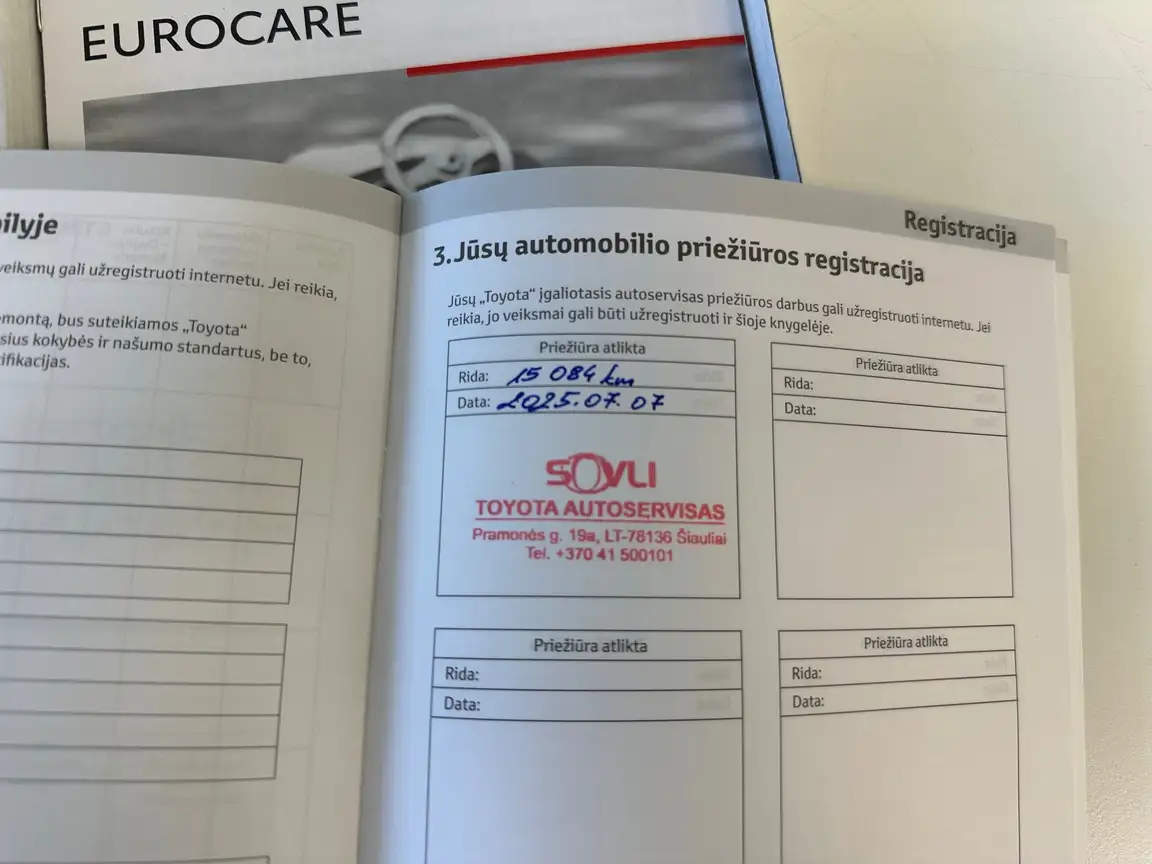 EUROCARE
ilyje
veiksmų gali užregistruoti internetu. Jei reikia,
montą, bus suteikiamos „Toyota“
sius kokybės ir našumo standartus, be to,
ifikacijas.
Registracija
3.Jūsų automobilio priežiūros registracija
Jūsų „Toyota“ įgaliotasis autoservisas priežiūros darbus gali užregistruoti internetu. Jei
reikia, jo veiksmai gali būti užregistruoti ir šioje knygelėje.
Priežiūra atlikta
Rida: 15 084 km
Data: 2025.07.07
SOVLI
TOYOTA AUTOSERVISAS
Pramonės g. 19a, LT-78136 Šiauliai
Tel. +370 41 500101
Priežiūra atlikta
Rida:
Data:
Priežiūra atlikta
Rida:
Data:
Priežiūra atlikta
Rida:
Data: